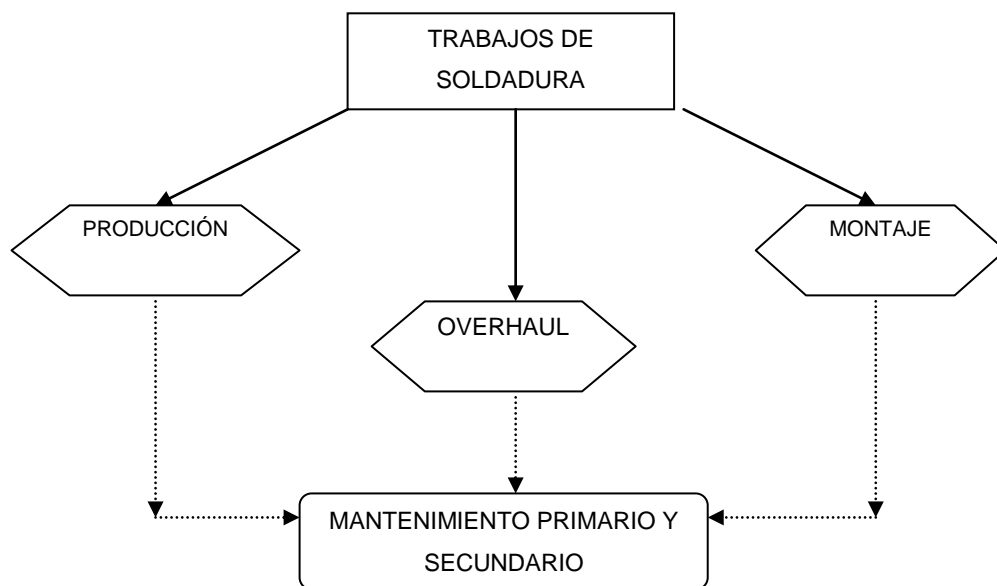 TRABAJOS DE
SOLDADURA
PRODUCCIÓN
MONTAJE
OVERHAUL
MANTENIMIENTO PRIMARIO Y
SECUNDARIO